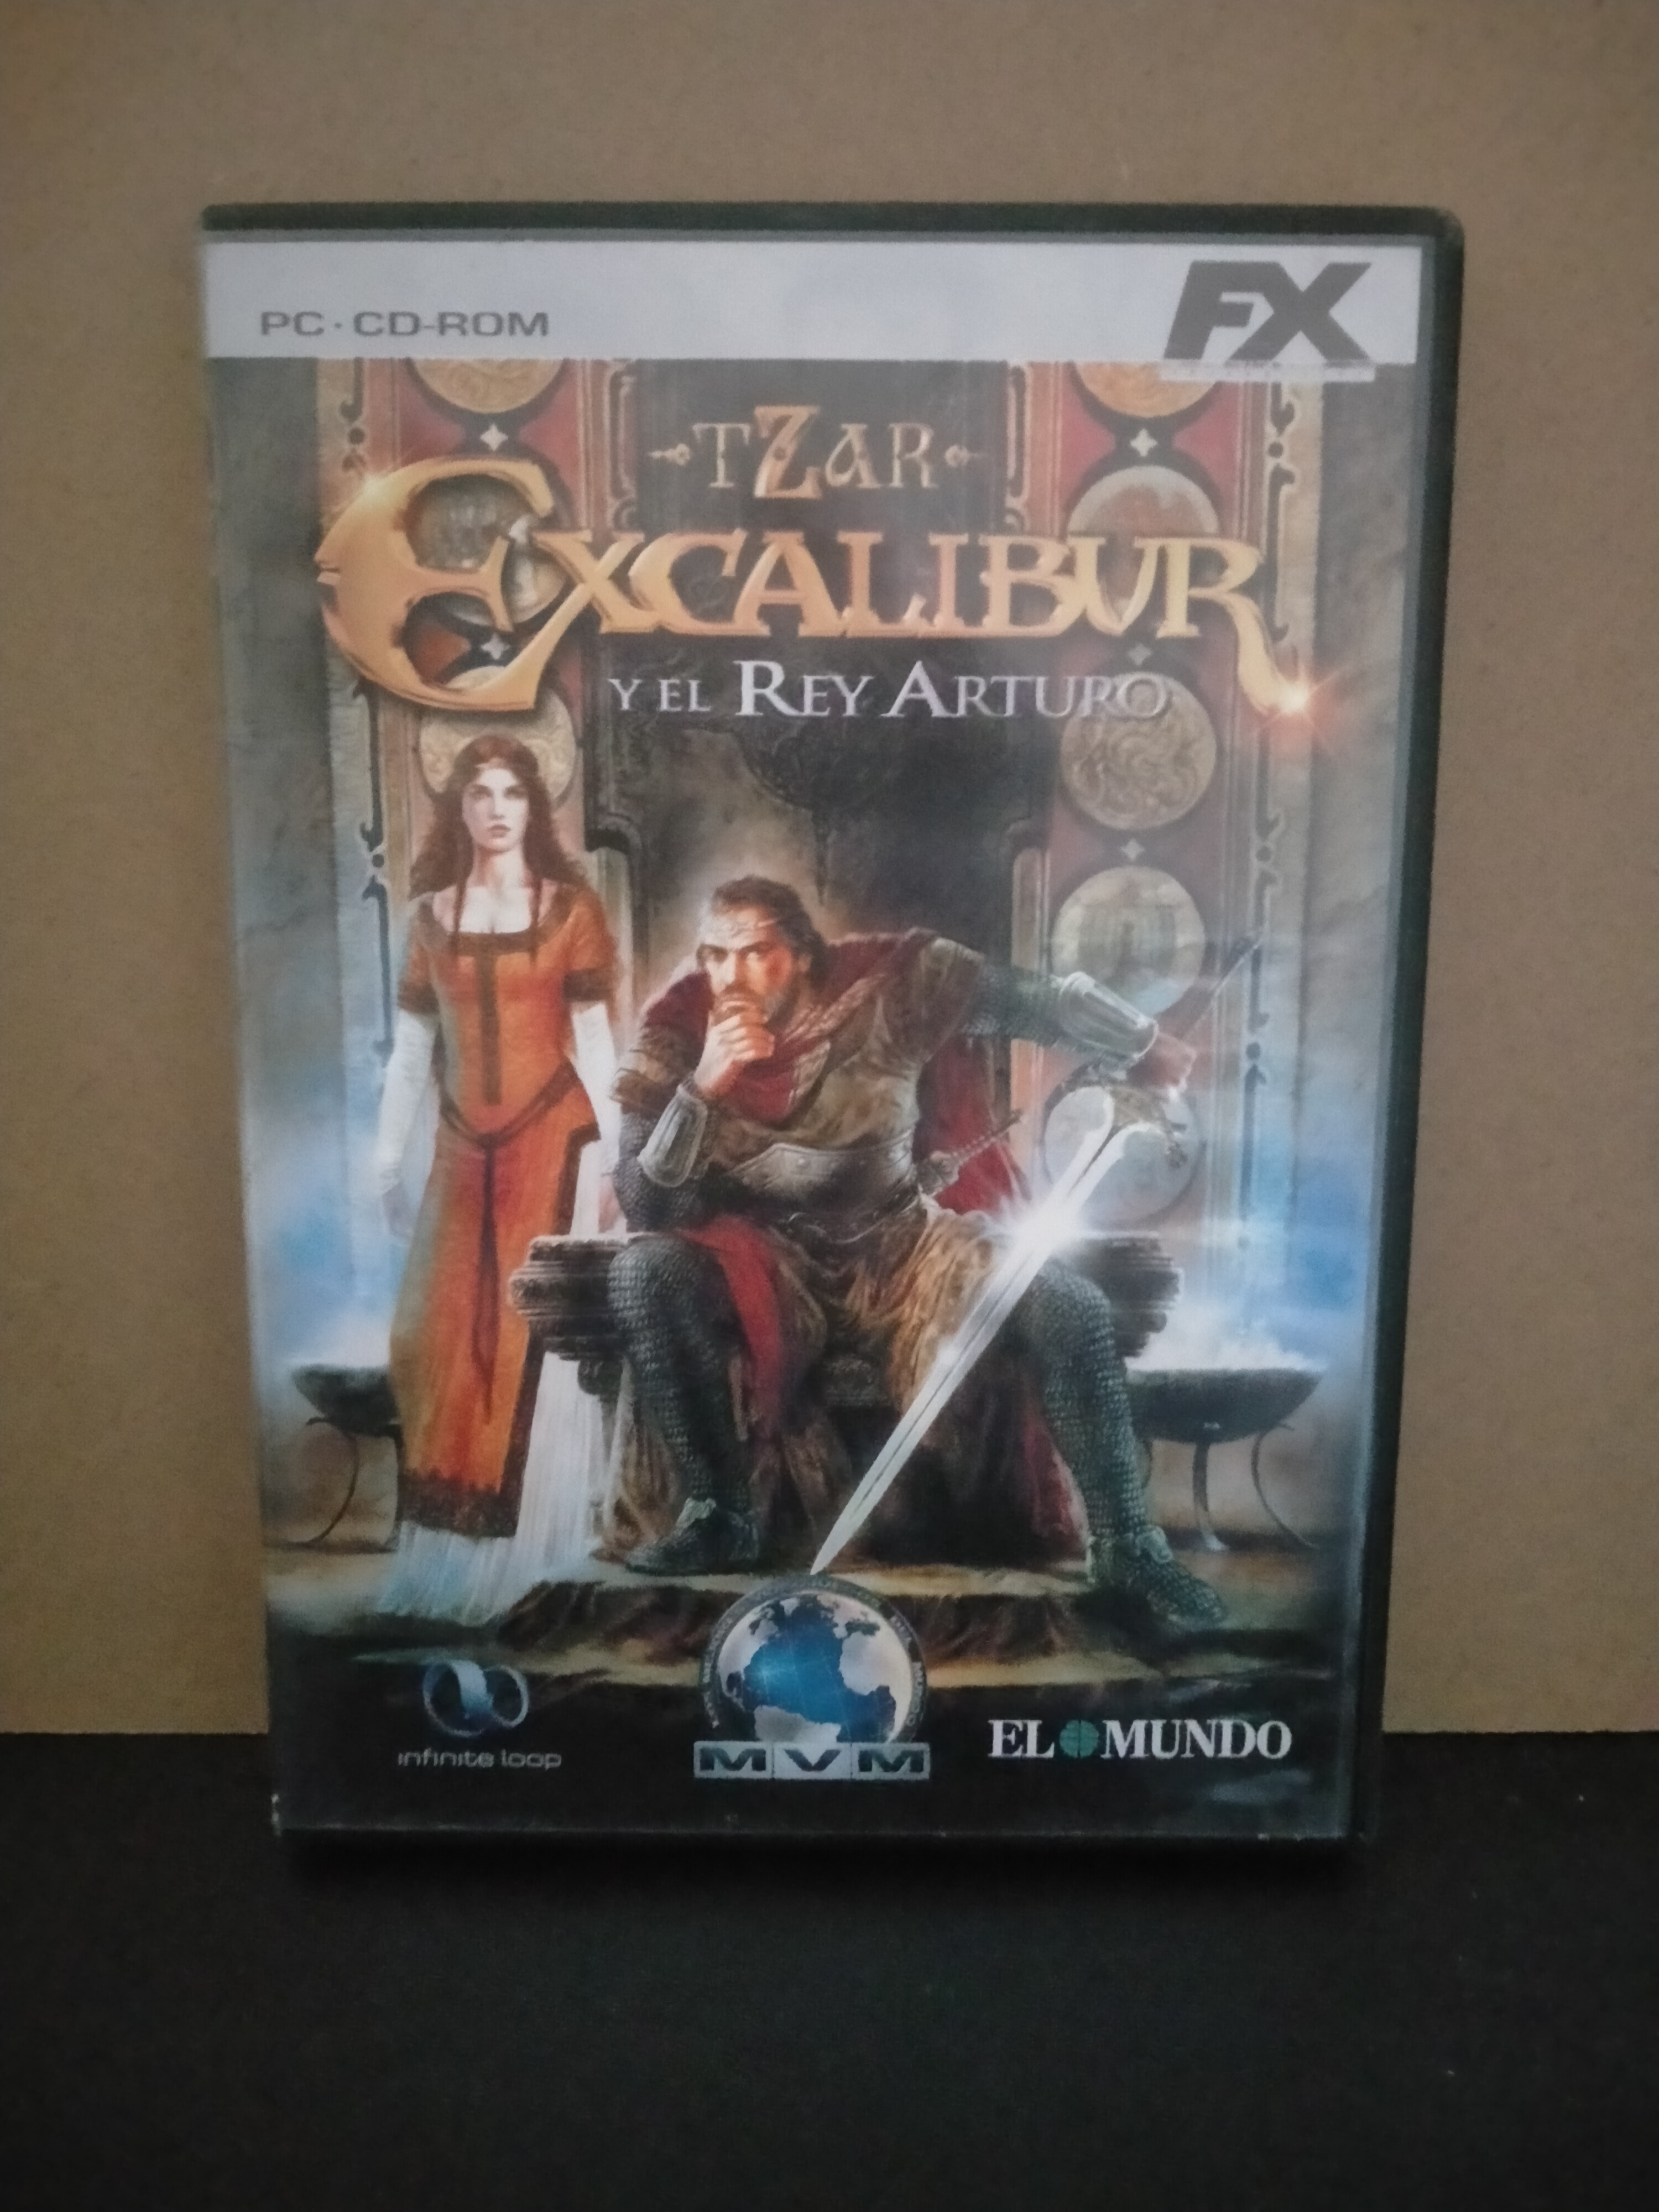 PC · CD-ROM
FX
TZAR
EXCALIBUR
Y EL REY ARTURO
infinite loop
MVM
EL MUNDO